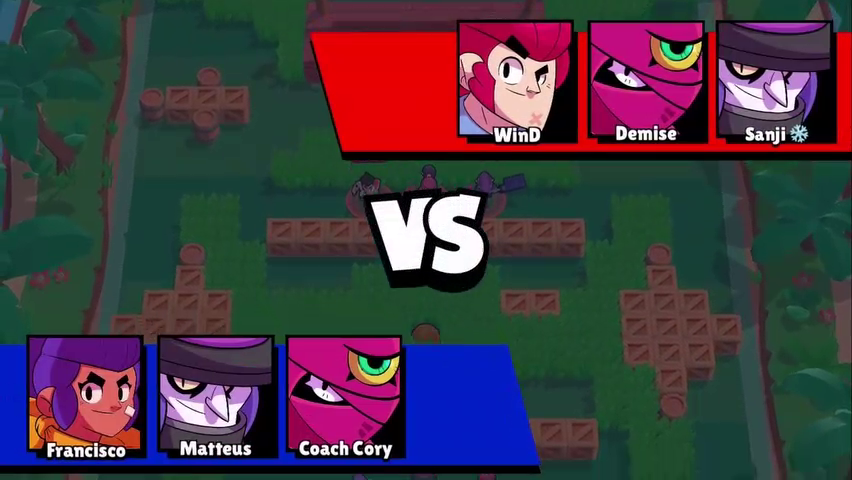 WinD
Demise
Sanji ❄
VS
Francisco
Matteus
Coach Cory